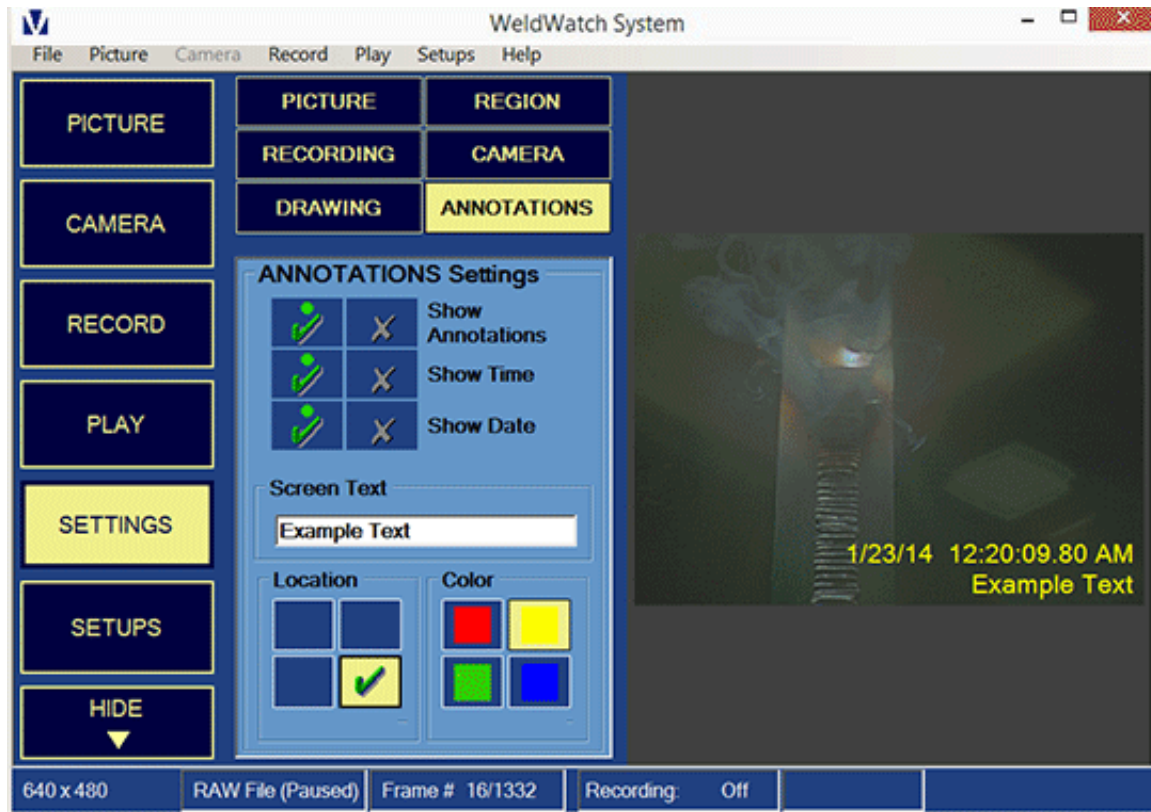 WeldWatch System
File Picture Camera Record Play Setups Help
PICTURE
CAMERA
RECORD
PLAY
SETTINGS
SETUPS
HIDE
PICTURE REGION
RECORDING CAMERA
DRAWING ANNOTATIONS
ANNOTATIONS Settings
Show
Annotations
Show Time
Show Date
Screen Text
Example Text
Location Color
1/23/14 12:20:09.80 AM
Example Text
640 x 480 RAW File (Paused) Frame # 16/1332 Recording: Off